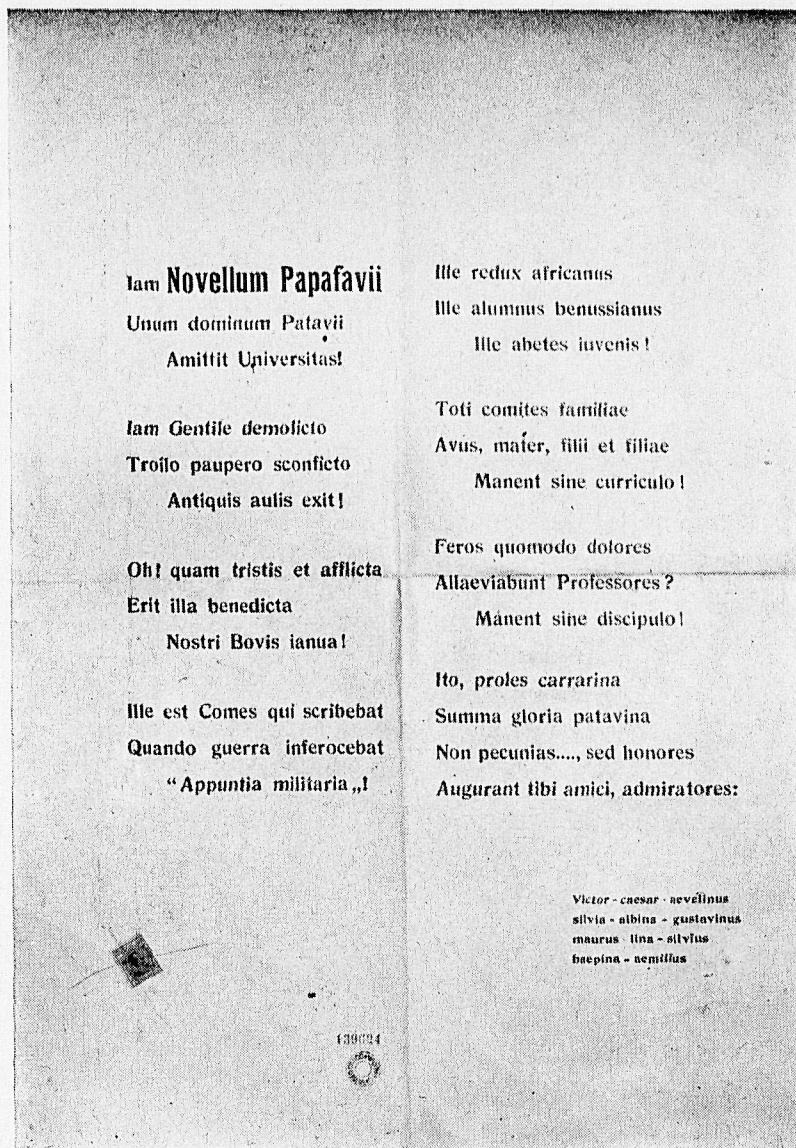 Iam Novellum Papafavii
Unum dominum Patavii
Amittit Universitas!
Iam Gentile demolicto
Troilo paupero sconficto
Antiquis aulis exit!
Oh! quam tristis et afflicta
Erit illa benedicta
Nostri Bovis ianua!
Ille est Comes qui scribebat
Quando guerra inferocebat
“Appuntia militaria„!
Ille redux africanus
Ille alumnus benussianus
Ille abetes iuvenis!
Toti comites familiae
Avus, mater, filii et filiae
Manent sine curriculo!
Feros quomodo dolores
Allaeviabunt Professores?
Manent sine discipulo!
Ito, proles carrarina
Summa gloria patavina
Non pecunias...., sed honores
Augurant tibi amici, admiratores:
Victor - caesar - aevelinus
silvia - albina - gustavinus
maurus lina - silvius
baepina - aemilius
139624